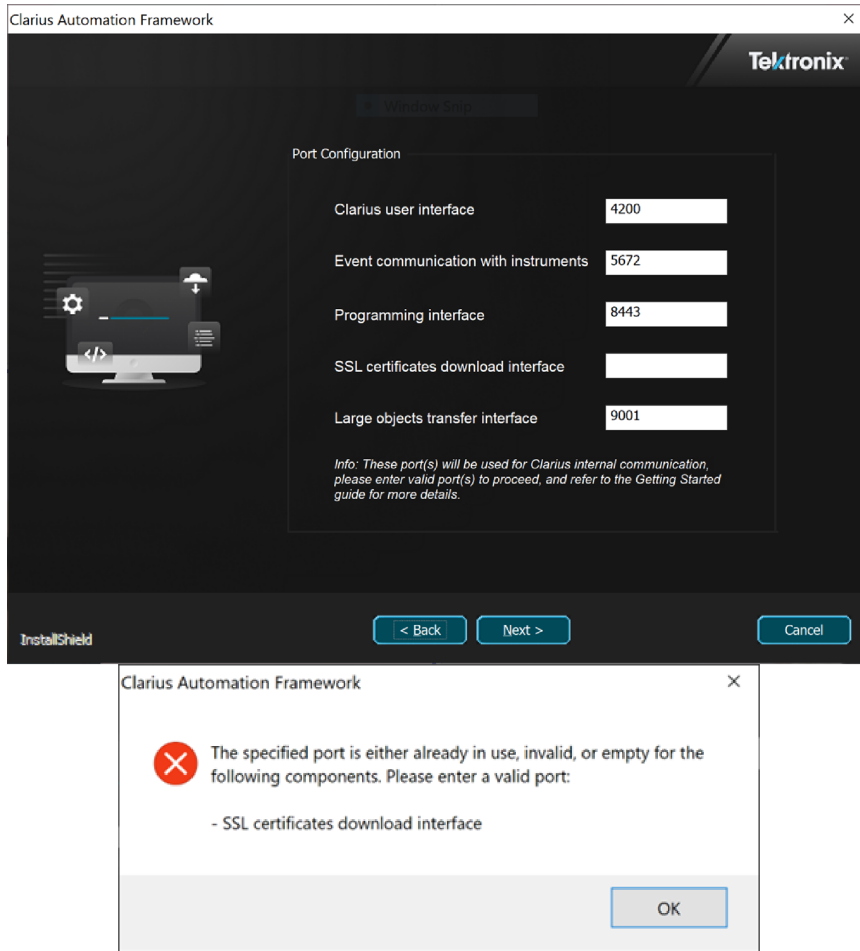 Clarius Automation Framework
Tektronix
Window Snip
Port Configuration
Clarius user interface 4200
Event communication with instruments 5672
Programming interface 8443
SSL certificates download interface
Large objects transfer interface 9001
Info: These port(s) will be used for Clarius internal communication,
please enter valid port(s) to proceed, and refer to the Getting Started
guide for more details.
InstallShield
< Back
Next >
Cancel
Clarius Automation Framework
The specified port is either already in use, invalid, or empty for the
following components. Please enter a valid port:
- SSL certificates download interface
OK